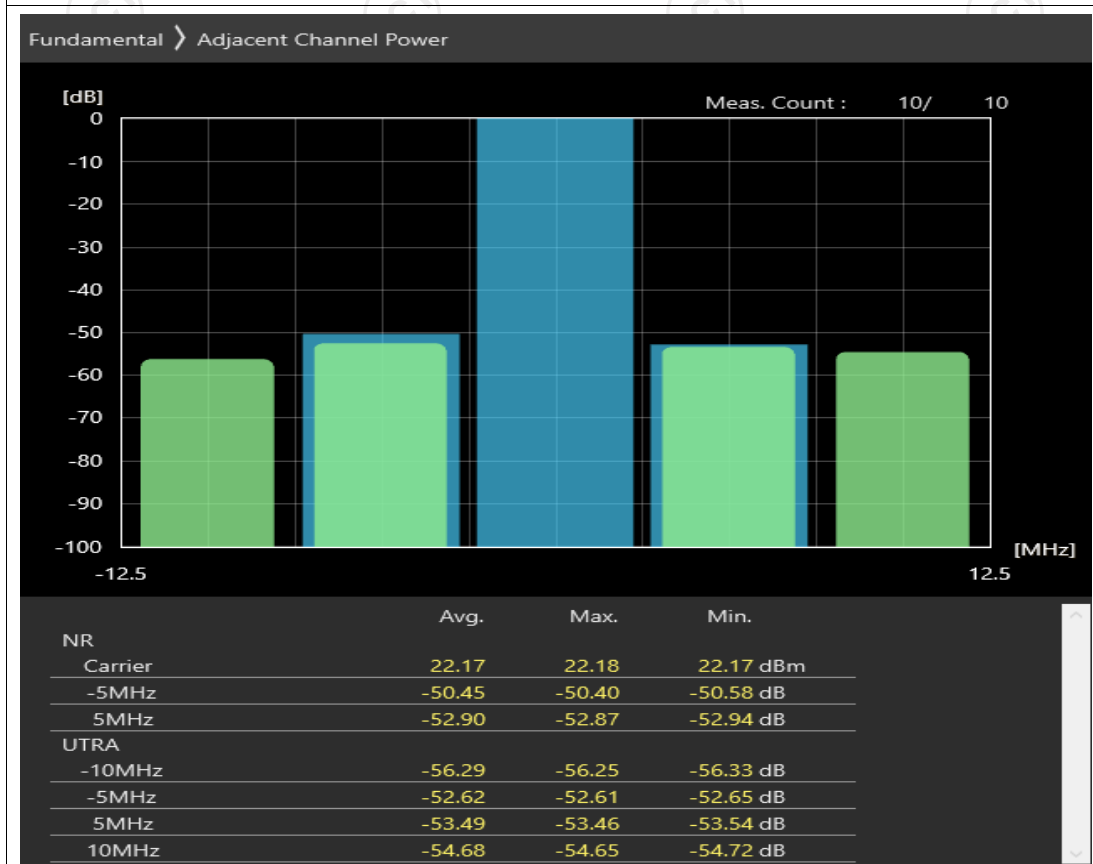 Fundamental 〉 Adjacent Channel Power
[dB]
Meas. Count : 10/ 10
0
-10
-20
-30
-40
-50
-60
-70
-80
-90
-100
[MHz]
-12.5 12.5
Avg. Max. Min.
NR
Carrier 22.17 22.18 22.17 dBm
-5MHz -50.45 -50.40 -50.58 dB
5MHz -52.90 -52.87 -52.94 dB
UTRA
-10MHz -56.29 -56.25 -56.33 dB
-5MHz -52.62 -52.61 -52.65 dB
5MHz -53.49 -53.46 -53.54 dB
10MHz -54.68 -54.65 -54.72 dB